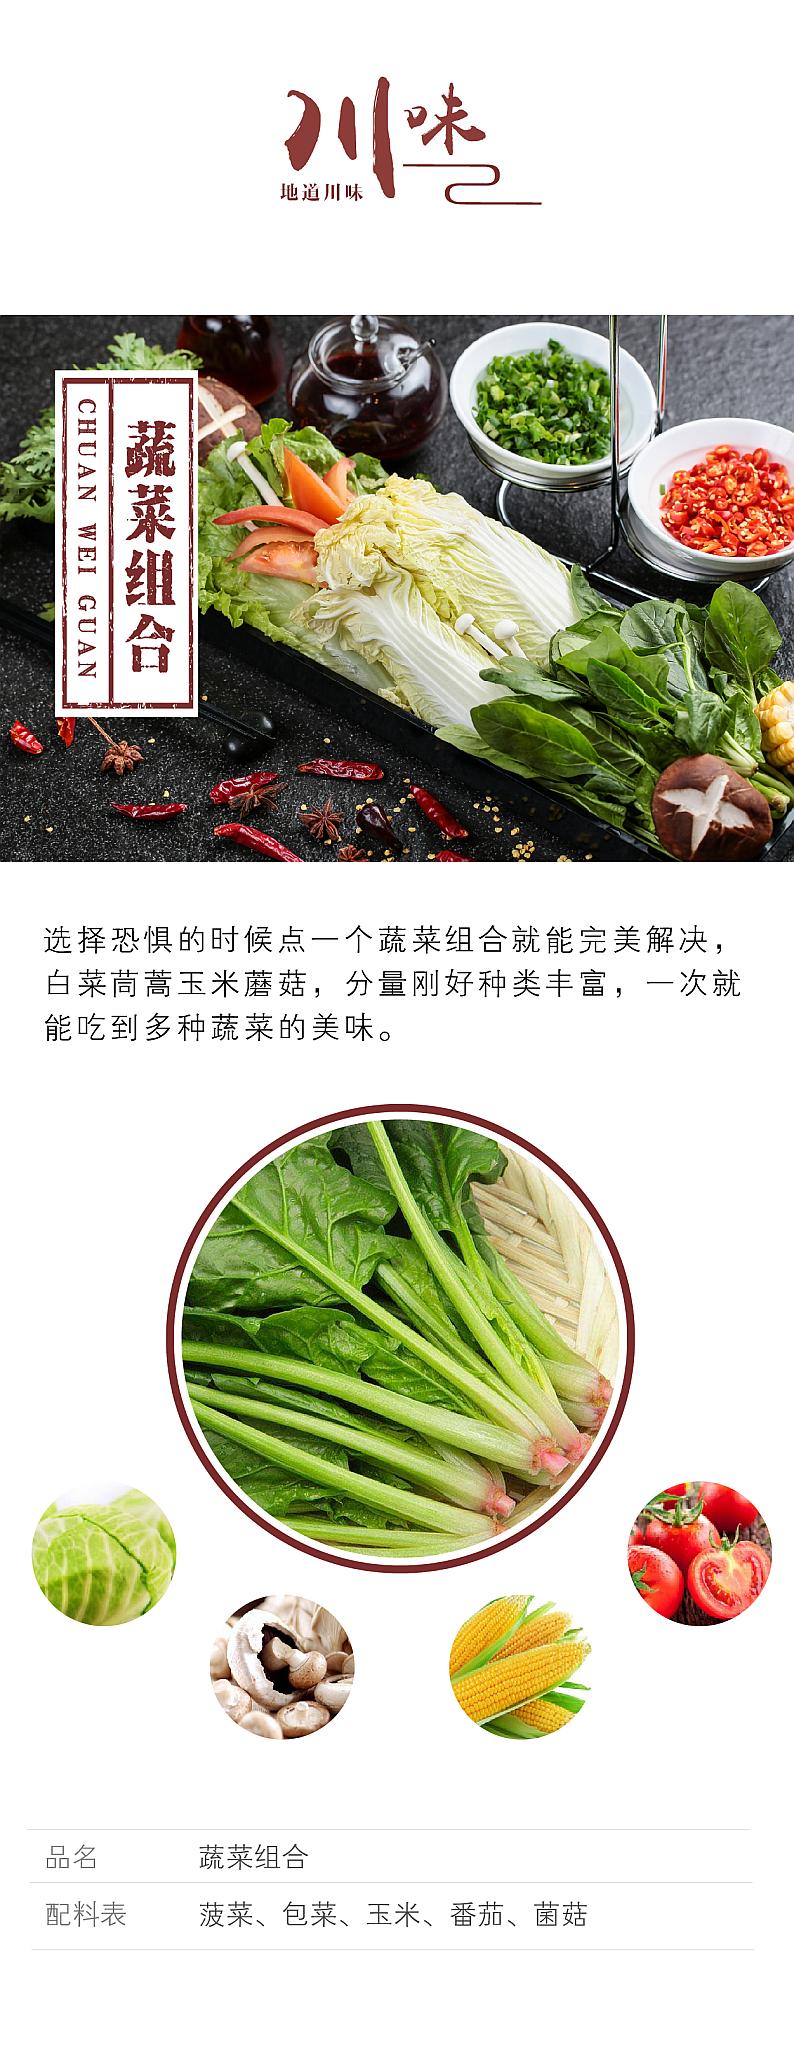 川味
地道川味
蔬菜组合
CHUAN WEI GUAN
选择恐惧的时候点一个蔬菜组合就能完美解决，
白菜茼蒿玉米蘑菇，分量刚好种类丰富，一次就
能吃到多种蔬菜的美味。
品名 蔬菜组合
配料表 菠菜、包菜、玉米、番茄、菌菇